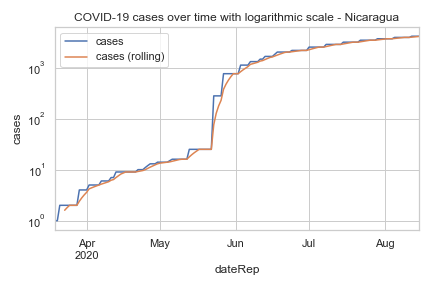 COVID-19 cases over time with logarithmic scale - Nicaragua
cases
cases (rolling)
10³
10²
10¹
10⁰
cases
Apr
2020
May
Jun
Jul
Aug
dateRep